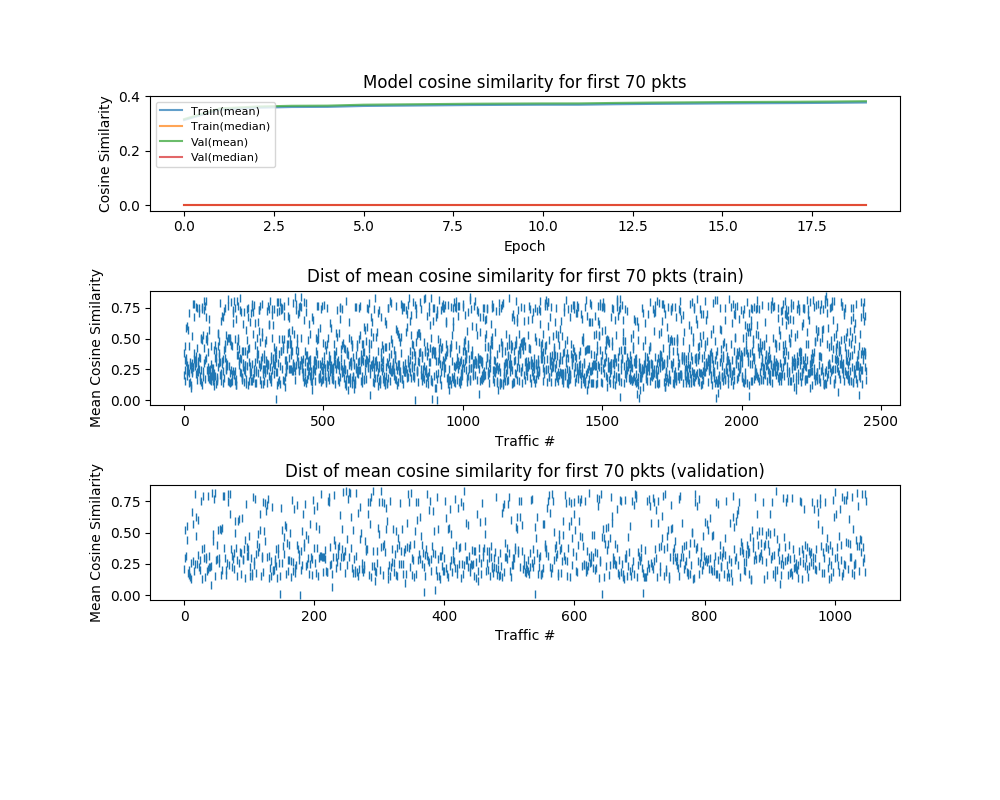 Model cosine similarity for first 70 pkts
Cosine Similarity
0.4
0.2
0.0
Train(mean)
Train(median)
Val(mean)
Val(median)
0.0 2.5 5.0 7.5 10.0 12.5 15.0 17.5
Epoch
Dist of mean cosine similarity for first 70 pkts (train)
Mean Cosine Similarity
0.75
0.50
0.25
0.00
0 500 1000 1500 2000 2500
Traffic #
Dist of mean cosine similarity for first 70 pkts (validation)
Mean Cosine Similarity
0.75
0.50
0.25
0.00
0 200 400 600 800 1000
Traffic #